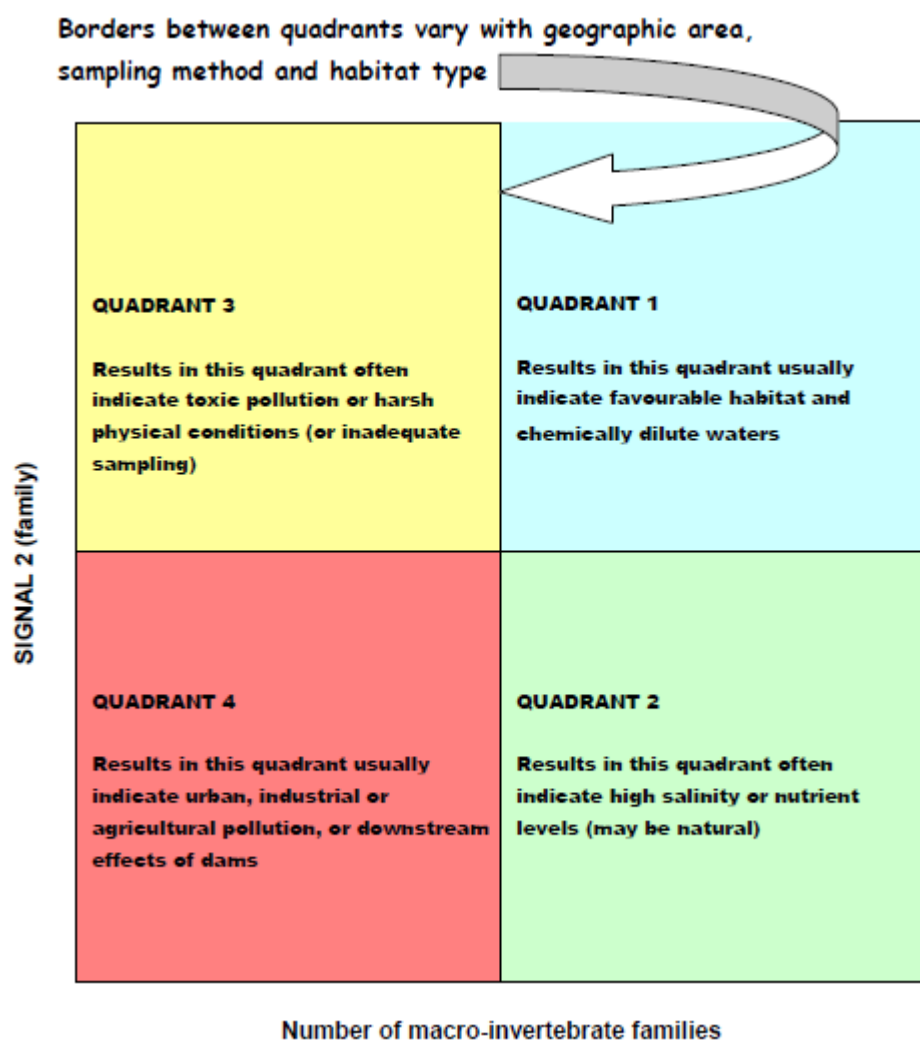 Borders between quadrants vary with geographic area,
sampling method and habitat type
QUADRANT 3
Results in this quadrant often
indicate toxic pollution or harsh
physical conditions (or inadequate
sampling)
QUADRANT 1
Results in this quadrant usually
indicate favourable habitat and
chemically dilute waters
SIGNAL 2 (family)
QUADRANT 4
Results in this quadrant usually
indicate urban, industrial or
agricultural pollution, or downstream
effects of dams
QUADRANT 2
Results in this quadrant often
indicate high salinity or nutrient
levels (may be natural)
Number of macro-invertebrate families